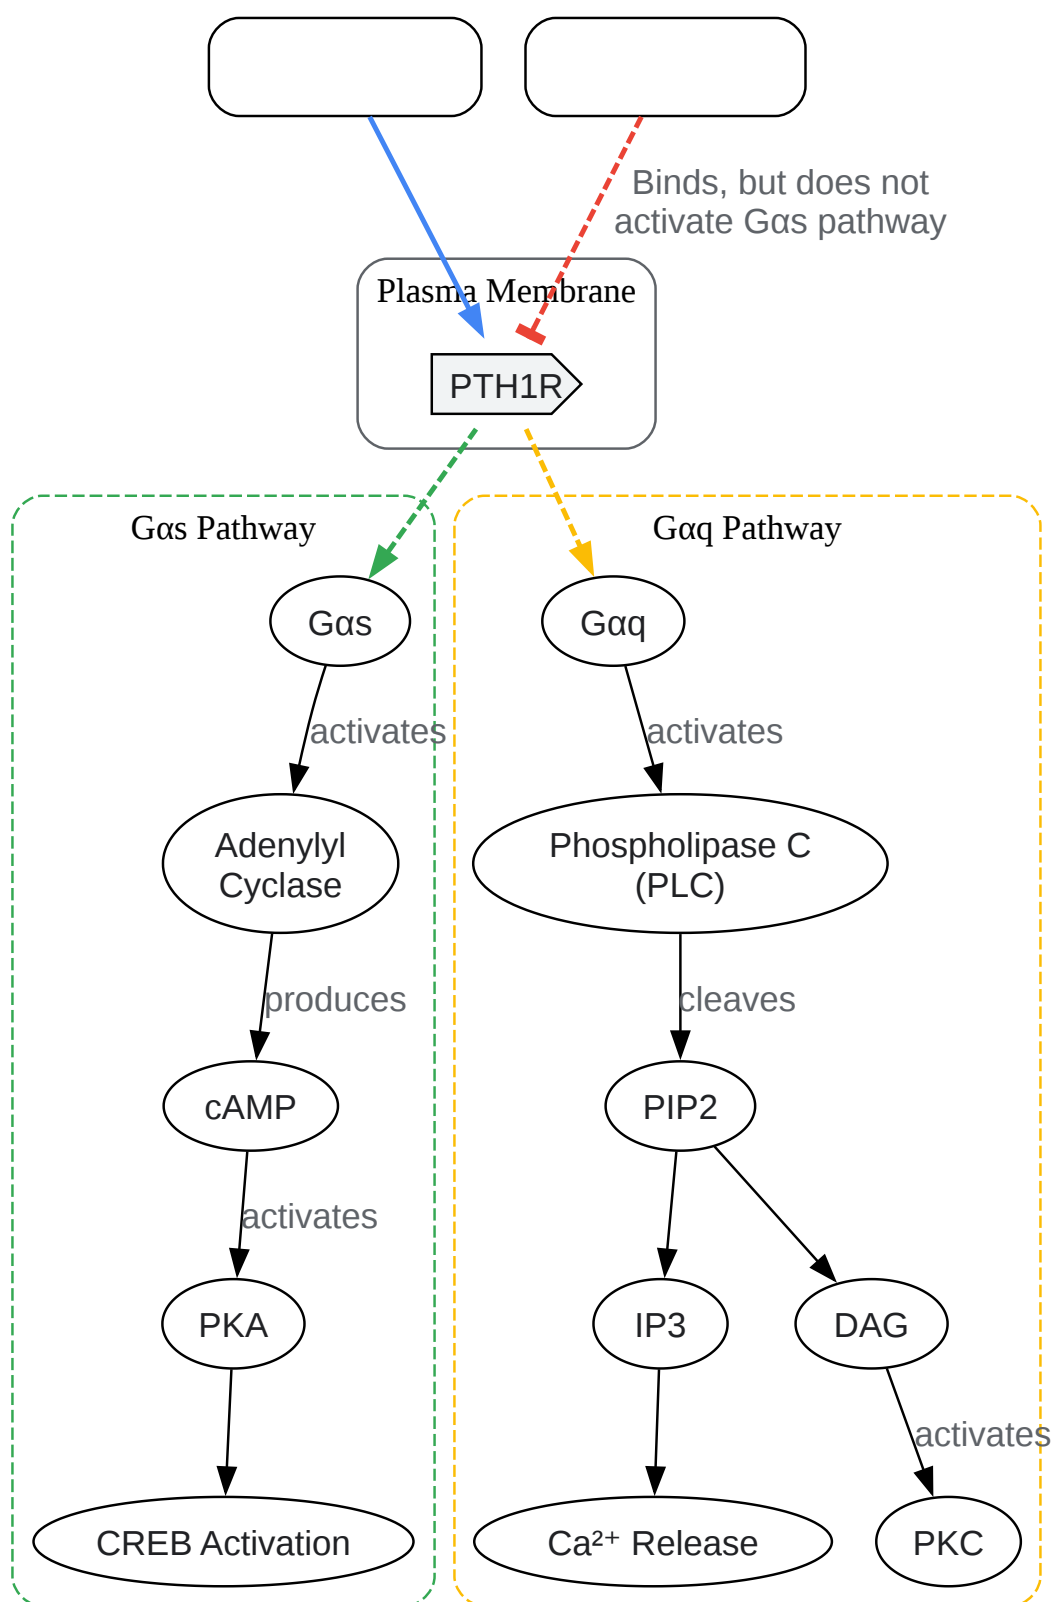 Binds, but does not
activate Gαs pathway
Plasma Membrane
PTH1R
Gαs Pathway
Gαq Pathway
Gαs
Gαq
activates
activates
Adenylyl
Cyclase
Phospholipase C
(PLC)
produces
cleaves
cAMP
PIP2
activates
PKA
IP3
DAG
activates
CREB Activation
Ca²⁺ Release
PKC